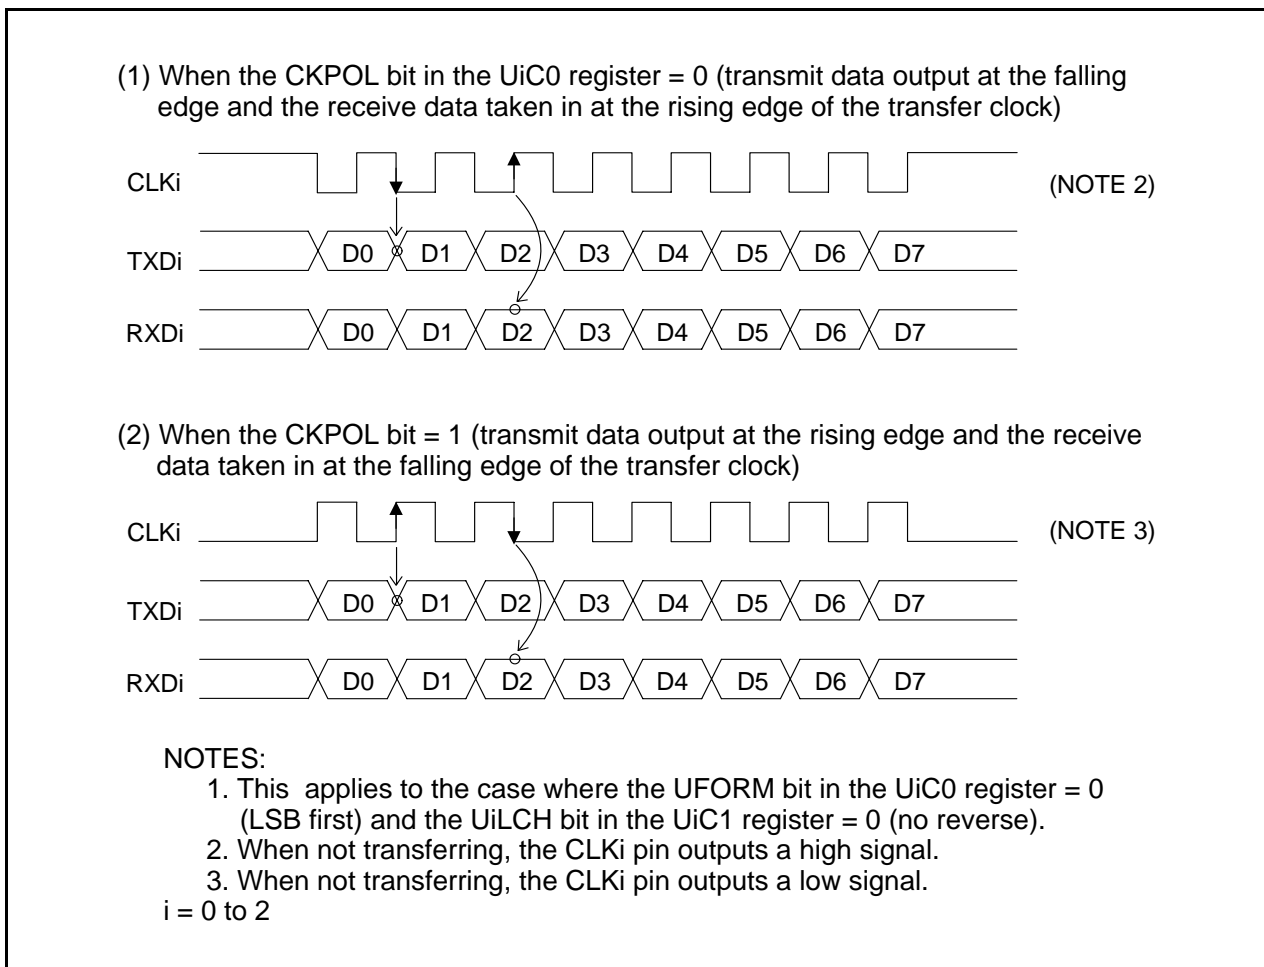 (1) When the CKPOL bit in the UiC0 register = 0 (transmit data output at the falling
edge and the receive data taken in at the rising edge of the transfer clock)
CLKi
(NOTE 2)
TXDi D0 D1 D2 D3 D4 D5 D6 D7
RXDi D0 D1 D2 D3 D4 D5 D6 D7
(2) When the CKPOL bit = 1 (transmit data output at the rising edge and the receive
data taken in at the falling edge of the transfer clock)
CLKi
(NOTE 3)
TXDi D0 D1 D2 D3 D4 D5 D6 D7
RXDi D0 D1 D2 D3 D4 D5 D6 D7
NOTES:
1. This applies to the case where the UFORM bit in the UiC0 register = 0
(LSB first) and the UiLCH bit in the UiC1 register = 0 (no reverse).
2. When not transferring, the CLKi pin outputs a high signal.
3. When not transferring, the CLKi pin outputs a low signal.
i = 0 to 2